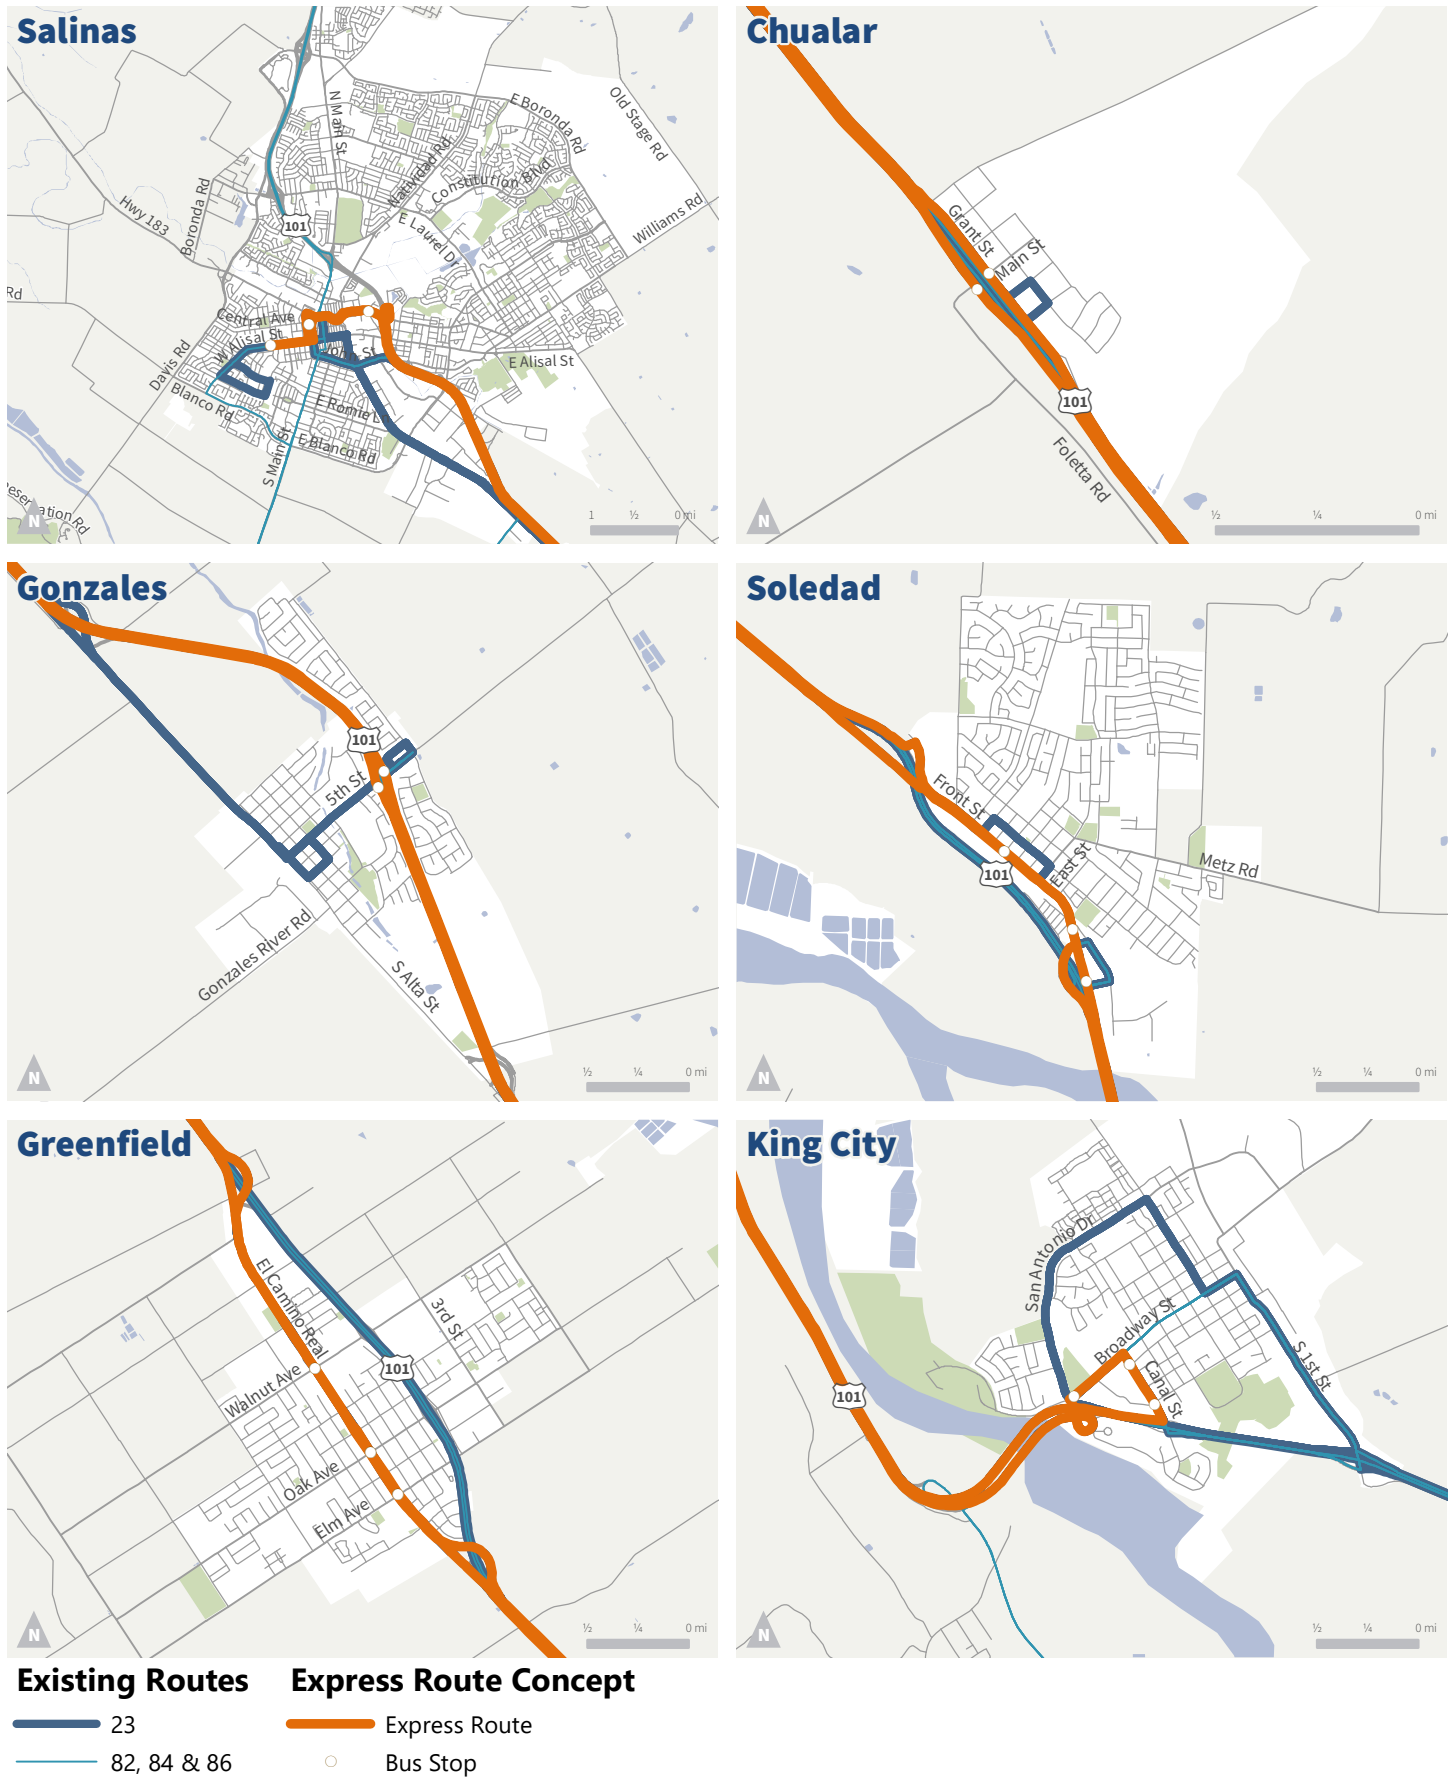 Salinas
N Main St
E Boronda Rd
Old Stage Rd
Natividad Rd
Constitution Blvd
Boronda Rd
Hwy 183
Williams Rd
E Laurel Dr
101
Rd
Central Ave
W Alisal St
E Alisal St
Davis Rd
Blanco Rd
E Romie L
E Blanco Rd
S Main St
N
1 ½ 0 mi
Chualar
Grant St
Main St
101
Foletta Rd
N
½ ¼ 0 mi
Gonzales
101
5th St
Gonzales River Rd
S Alta St
N
½ ¼ 0 mi
Soledad
Front St
East St
101
Metz Rd
N
½ ¼ 0 mi
Greenfield
El Camino Real
3rd St
101
Walnut Ave
Oak Ave
Elm Ave
N
½ ¼ 0 mi
King City
San Antonio Dr
Broadway St
S 1st St
Canal St
101
N
½ ¼ 0 mi
Existing Routes
23
82, 84 & 86
Express Route Concept
Express Route
Bus Stop